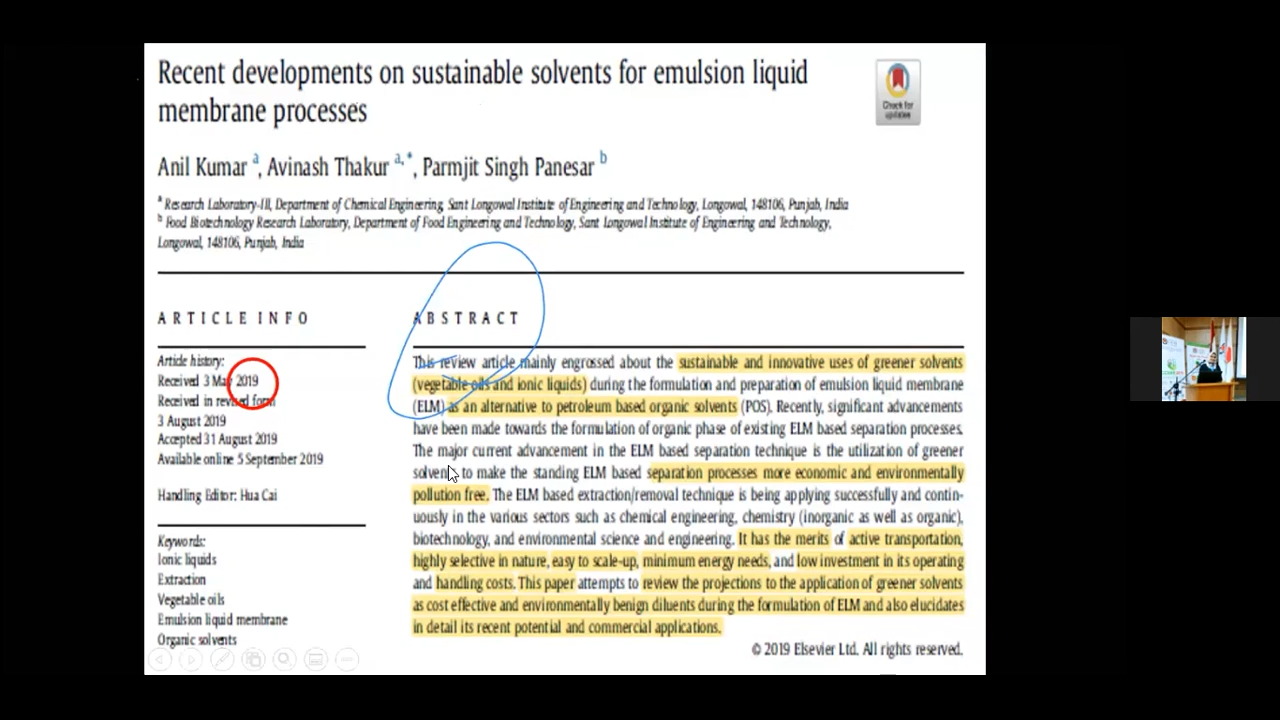 Recent developments on sustainable solvents for emulsion liquid
membrane processes
Check for
updates
Anil Kumar a, Avinash Thakur a,*, Parmjit Singh Panesar b
a Research Laboratory-III, Department of Chemical Engineering, Sant Longowal Institute of Engineering and Technology, Longowal, 148106, Punjab, India
b Food Biotechnology Research Laboratory, Department of Food Engineering and Technology, Sant Longowal Institute of Engineering and Technology,
Longowal, 148106, Punjab, India
ARTICLE INFO
Article history:
Received 3 May 2019
Received in revised form
3 August 2019
Accepted 31 August 2019
Available online 5 September 2019
Handling Editor: Hua Cai
Keywords:
Ionic liquids
Extraction
Vegetable oils
Emulsion liquid membrane
Organic solvents
ABSTRACT
This review article mainly engrossed about the sustainable and innovative uses of greener solvents
(vegetable oils and ionic liquids) during the formulation and preparation of emulsion liquid membrane
(ELM) as an alternative to petroleum based organic solvents (POS). Recently, significant advancements
have been made towards the formulation of organic phase of existing ELM based separation processes.
The major current advancement in the ELM based separation technique is the utilization of greener
solvents to make the standing ELM based separation processes more economic and environmentally
pollution free. The ELM based extraction/removal technique is being applying successfully and contin-
uously in the various sectors such as chemical engineering, chemistry (inorganic as well as organic),
biotechnology, and environmental science and engineering. It has the merits of active transportation,
highly selective in nature, easy to scale-up, minimum energy needs, and low investment in its operating
and handling costs. This paper attempts to review the projections to the application of greener solvents
as cost effective and environmentally benign diluents during the formulation of ELM and also elucidates
in detail its recent potential and commercial applications.
© 2019 Elsevier Ltd. All rights reserved.